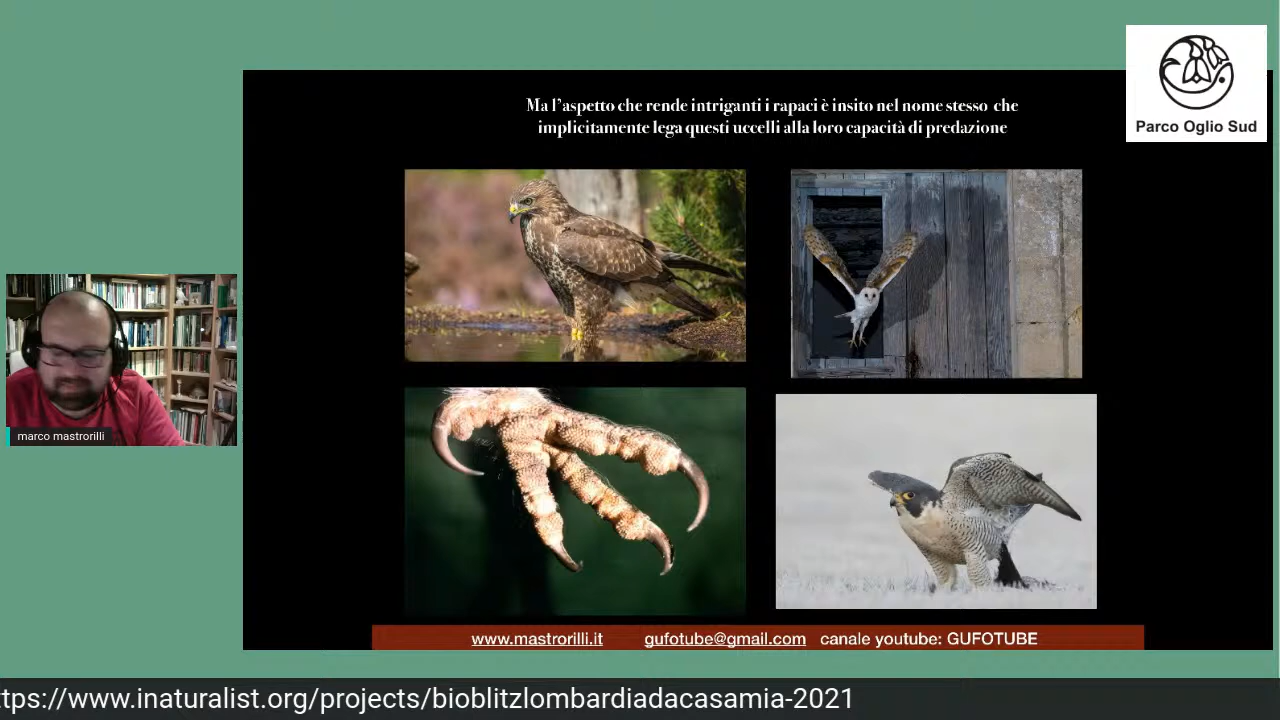 Ma l'aspetto che rende intriganti i rapaci è insito nel nome stesso che
implicitamente lega questi uccelli alla loro capacità di predazione
Parco Oglio Sud
marco mastrorilli
www.mastrorilli.it gufotube@gmail.com canale youtube: GUFOTUBE
ttps://www.inaturalist.org/projects/bioblitzlombardiadacasamia-2021